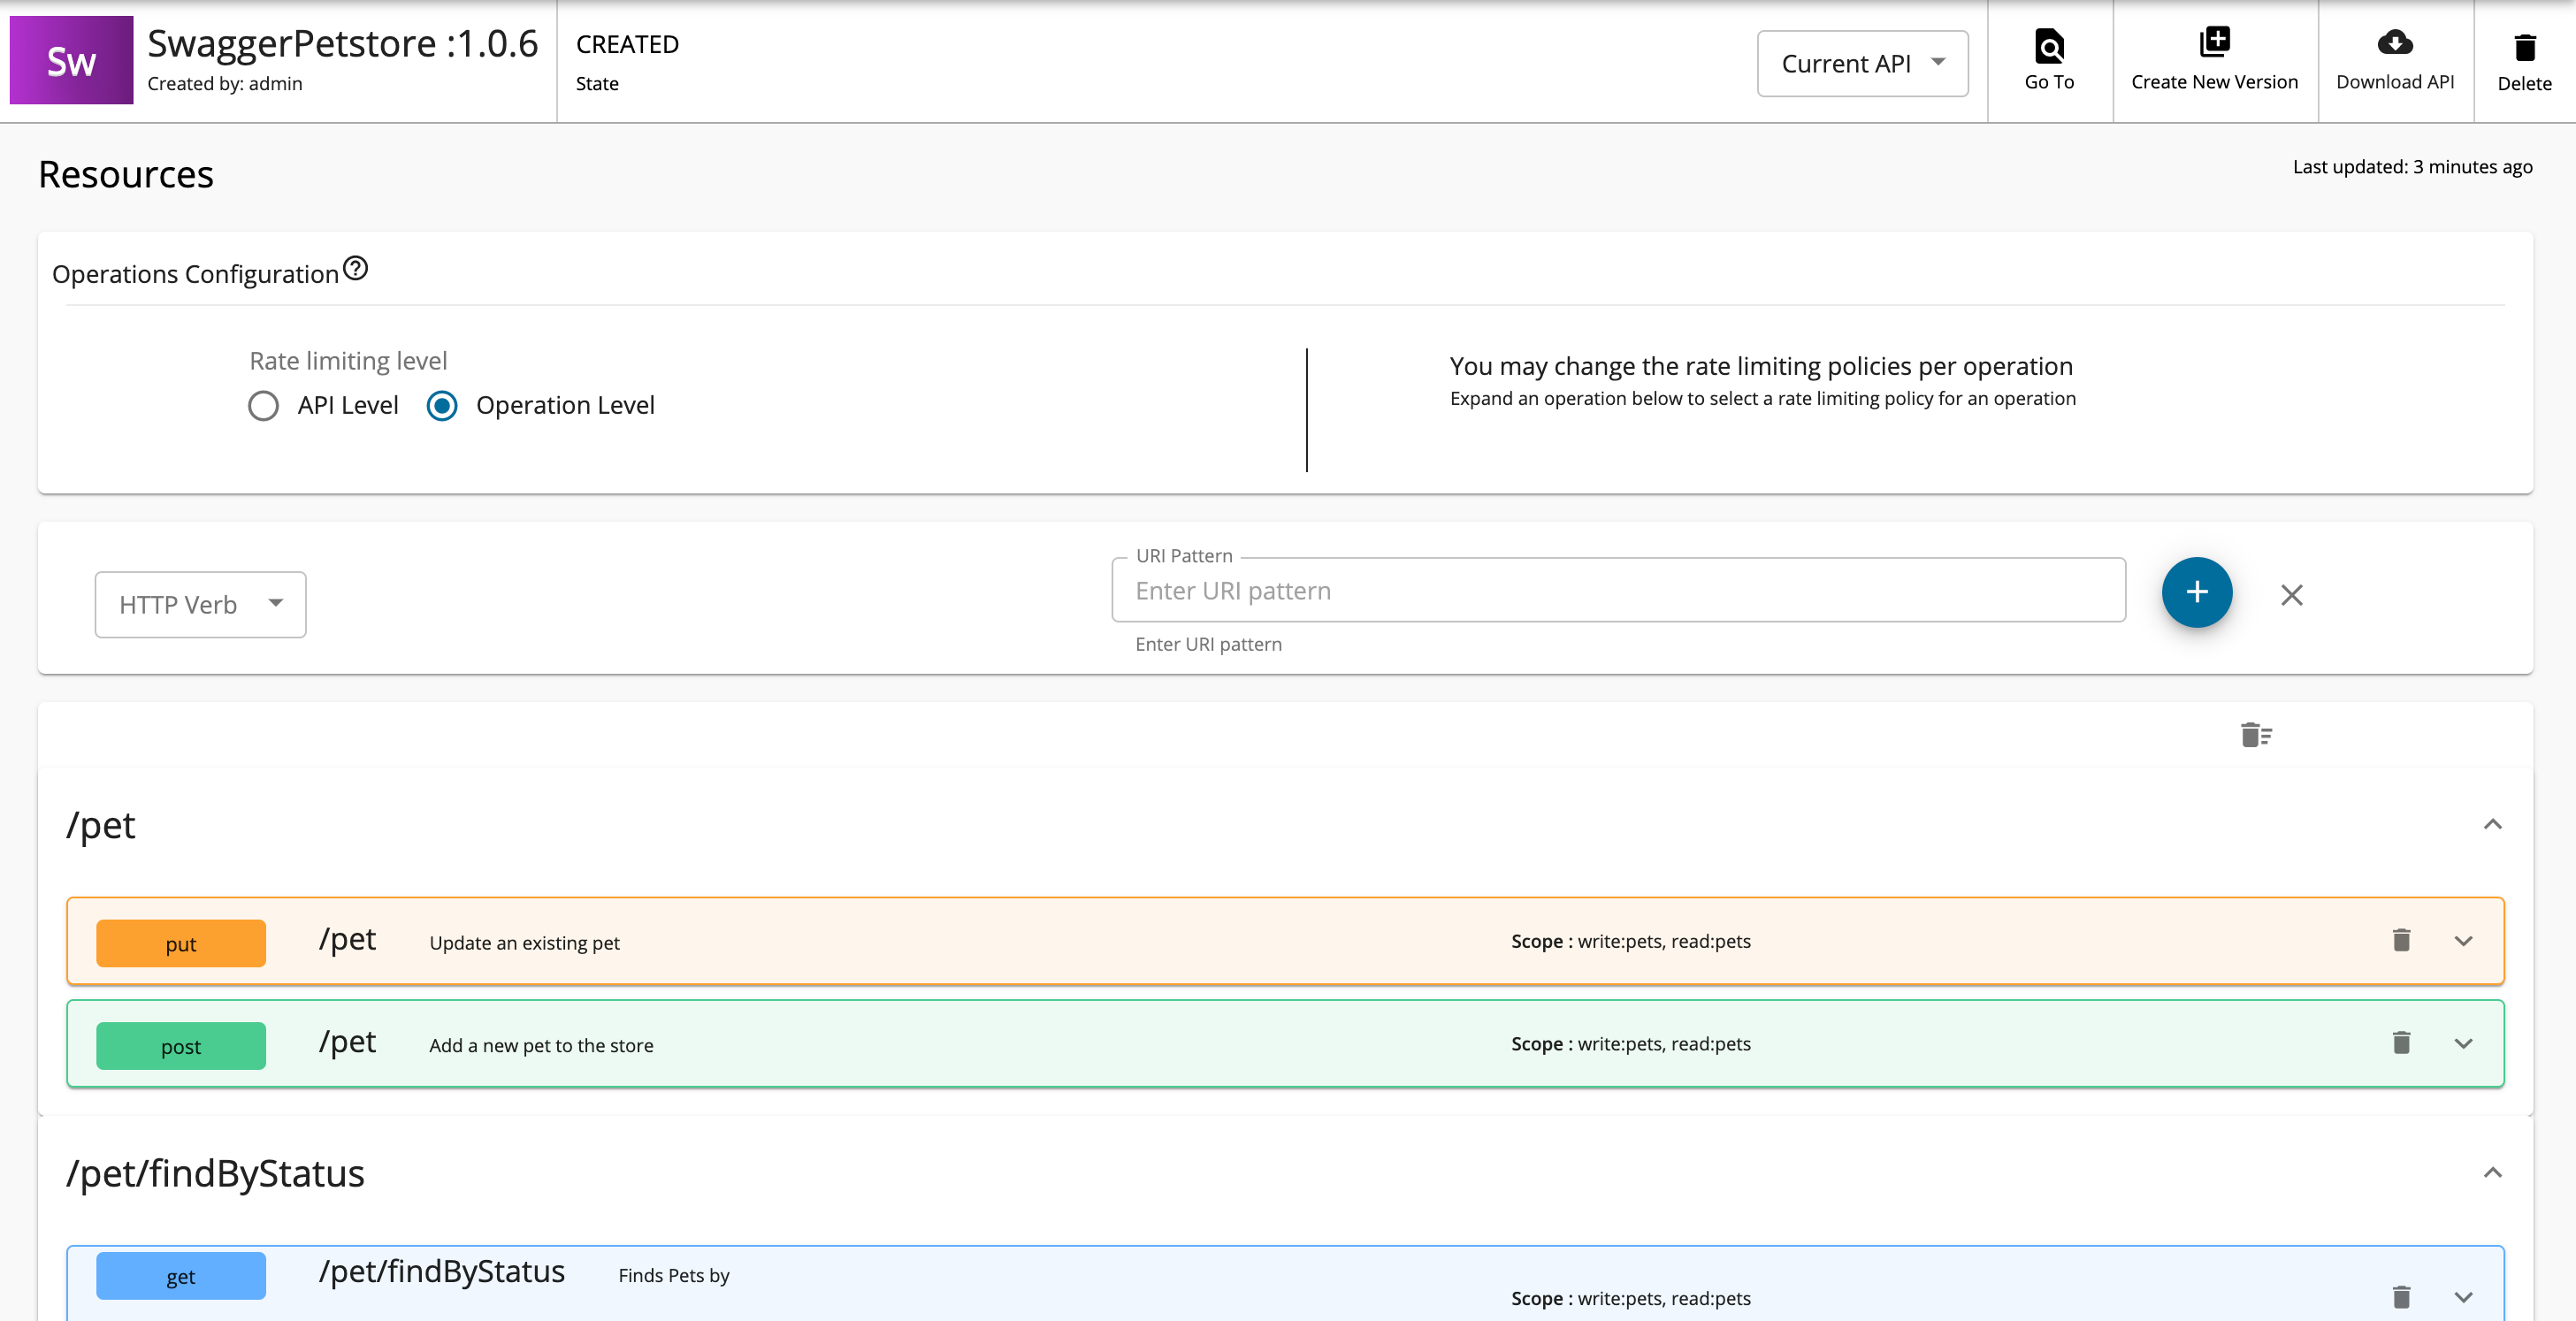 Sw
SwaggerPetstore :1.0.6
Created by: admin
CREATED
State
Current API
Go To
Create New Version
Download API
Delete
Resources
Last updated: 3 minutes ago
Operations Configuration
Rate limiting level
API Level
Operation Level
You may change the rate limiting policies per operation
Expand an operation below to select a rate limiting policy for an operation
HTTP Verb
URI Pattern
Enter URI pattern
Enter URI pattern
/pet
put /pet Update an existing pet Scope : write:pets, read:pets
post /pet Add a new pet to the store Scope : write:pets, read:pets
/pet/findByStatus
get /pet/findByStatus Finds Pets by
Scope : write:pets, read:pets